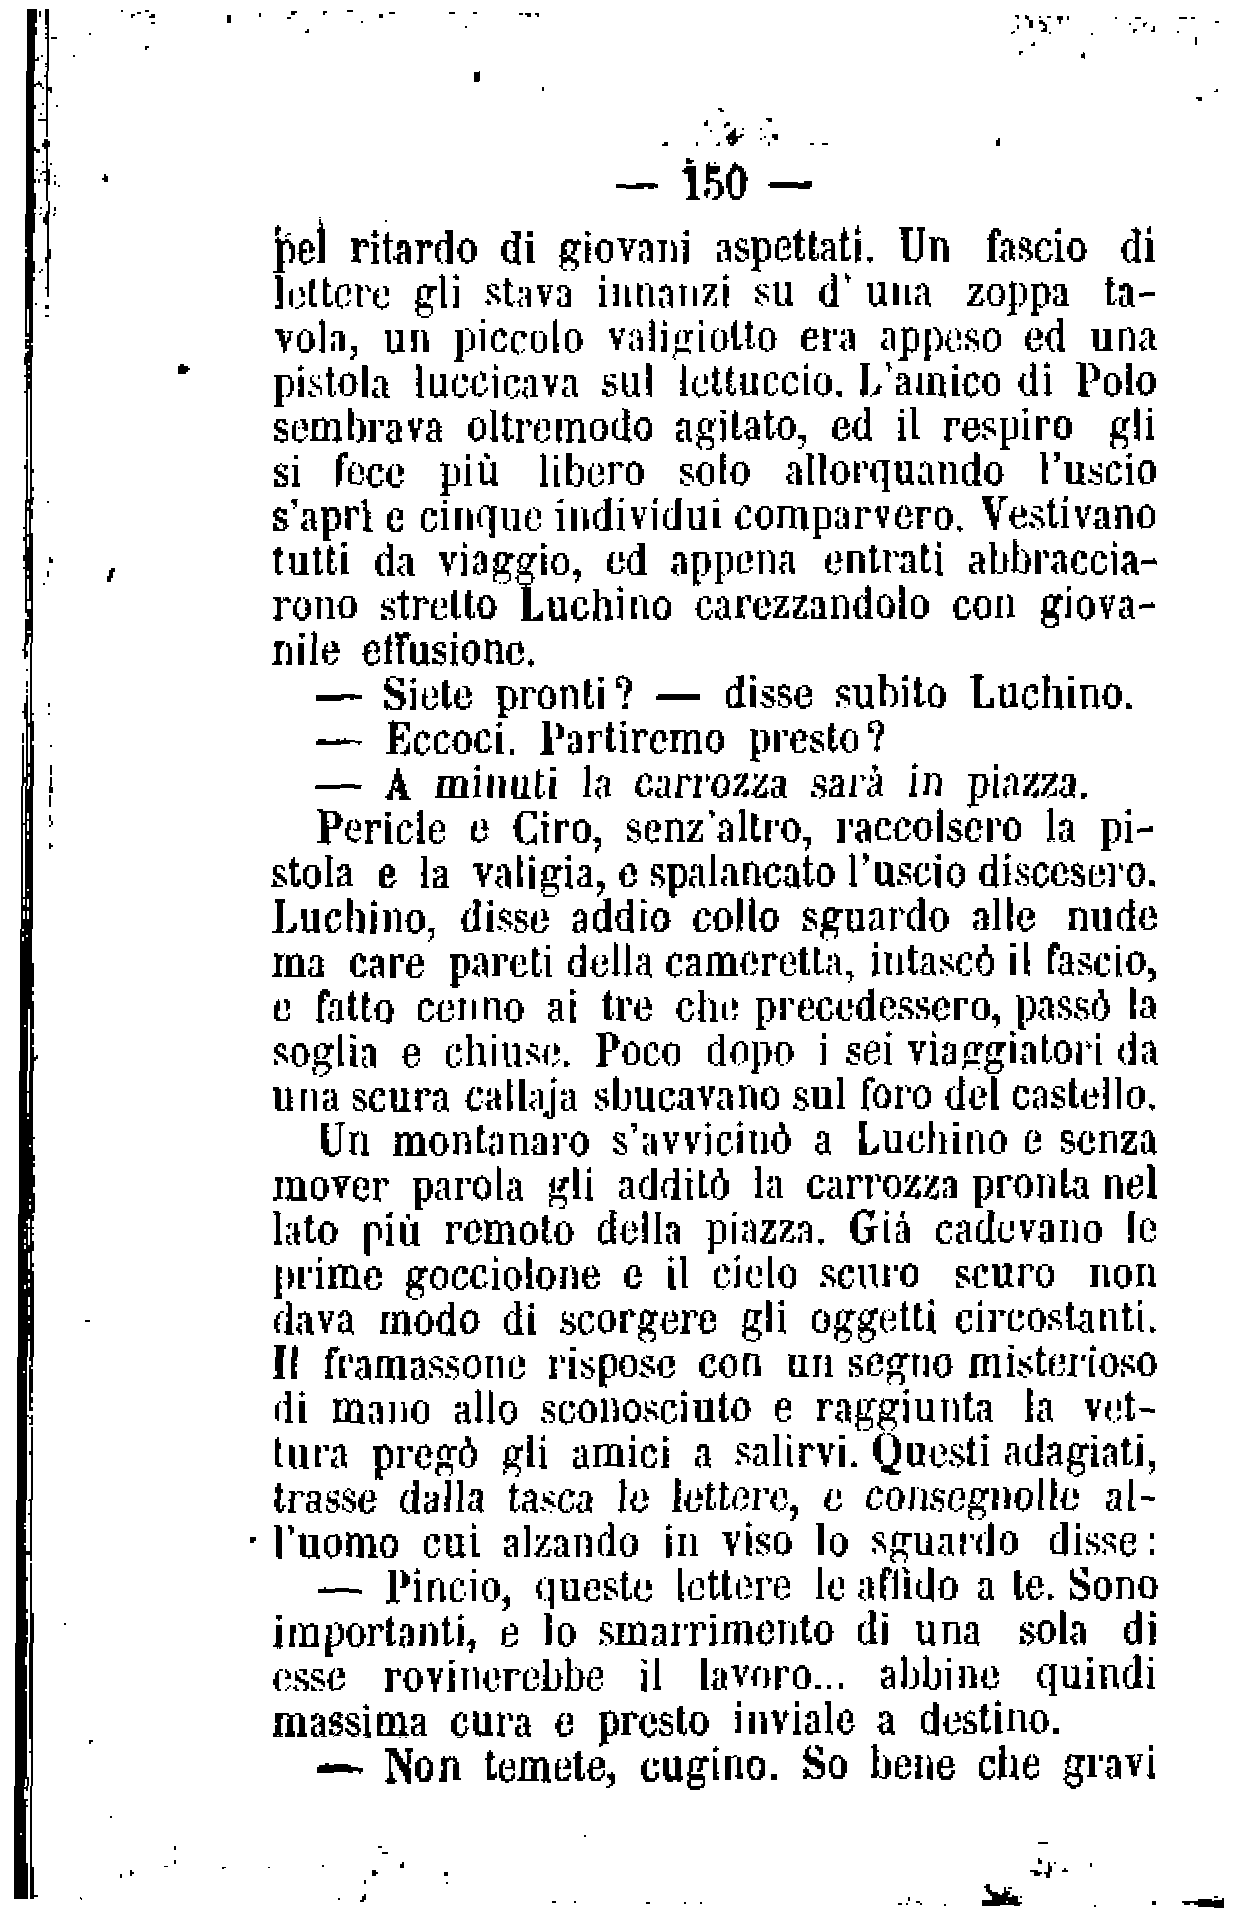 — 150 —
pel ritardo di giovani aspettati. Un fascio di
lettere gli stava innanzi su d' una zoppa ta-
vola, un piccolo valigiotto era appeso ed una
pistola luccicava sul lettuccio. L'amico di Polo
sembrava oltremodo agitato, ed il respiro gli
si fece più libero solo allorquando l'uscio
s'aprì e cinque individui comparvero. Vestivano
tutti da viaggio, ed appena entrati abbraccia-
rono stretto Luchino carezzandolo con giova-
nile effusione.
— Siete pronti? — disse subito Luchino.
— Eccoci. Partiremo presto?
— A minuti la carrozza sarà in piazza.
Pericle e Ciro, senz'altro, raccolsero la pi-
stola e la valigia, e spalancato l'uscio discesero.
Luchino, disse addio collo sguardo alle nude
ma care pareti della cameretta, intascò il fascio,
e fatto cenno ai tre che precedessero, passò la
soglia e chiuse. Poco dopo i sei viaggiatori da
una scura callaja sbucavano sul foro del castello.
Un montanaro s'avvicinò a Luchino e senza
mover parola gli additò la carrozza pronta nel
lato più remoto della piazza. Già cadevano le
prime gocciolone e il cielo scuro scuro non
dava modo di scorgere gli oggetti circostanti.
Il framassone rispose con un segno misterioso
di mano allo sconosciuto e raggiunta la vet-
tura pregò gli amici a salirvi. Questi adagiati,
trasse dalla tasca le lettere, e consegnolle al-
l'uomo cui alzando in viso lo sguardo disse:
— Pincio, queste lettere le affido a te. Sono
importanti, e lo smarrimento di una sola di
esse rovinerebbe il lavoro... abbine quindi
massima cura e presto inviale a destino.
— Non temete, cugino. So bene che gravi